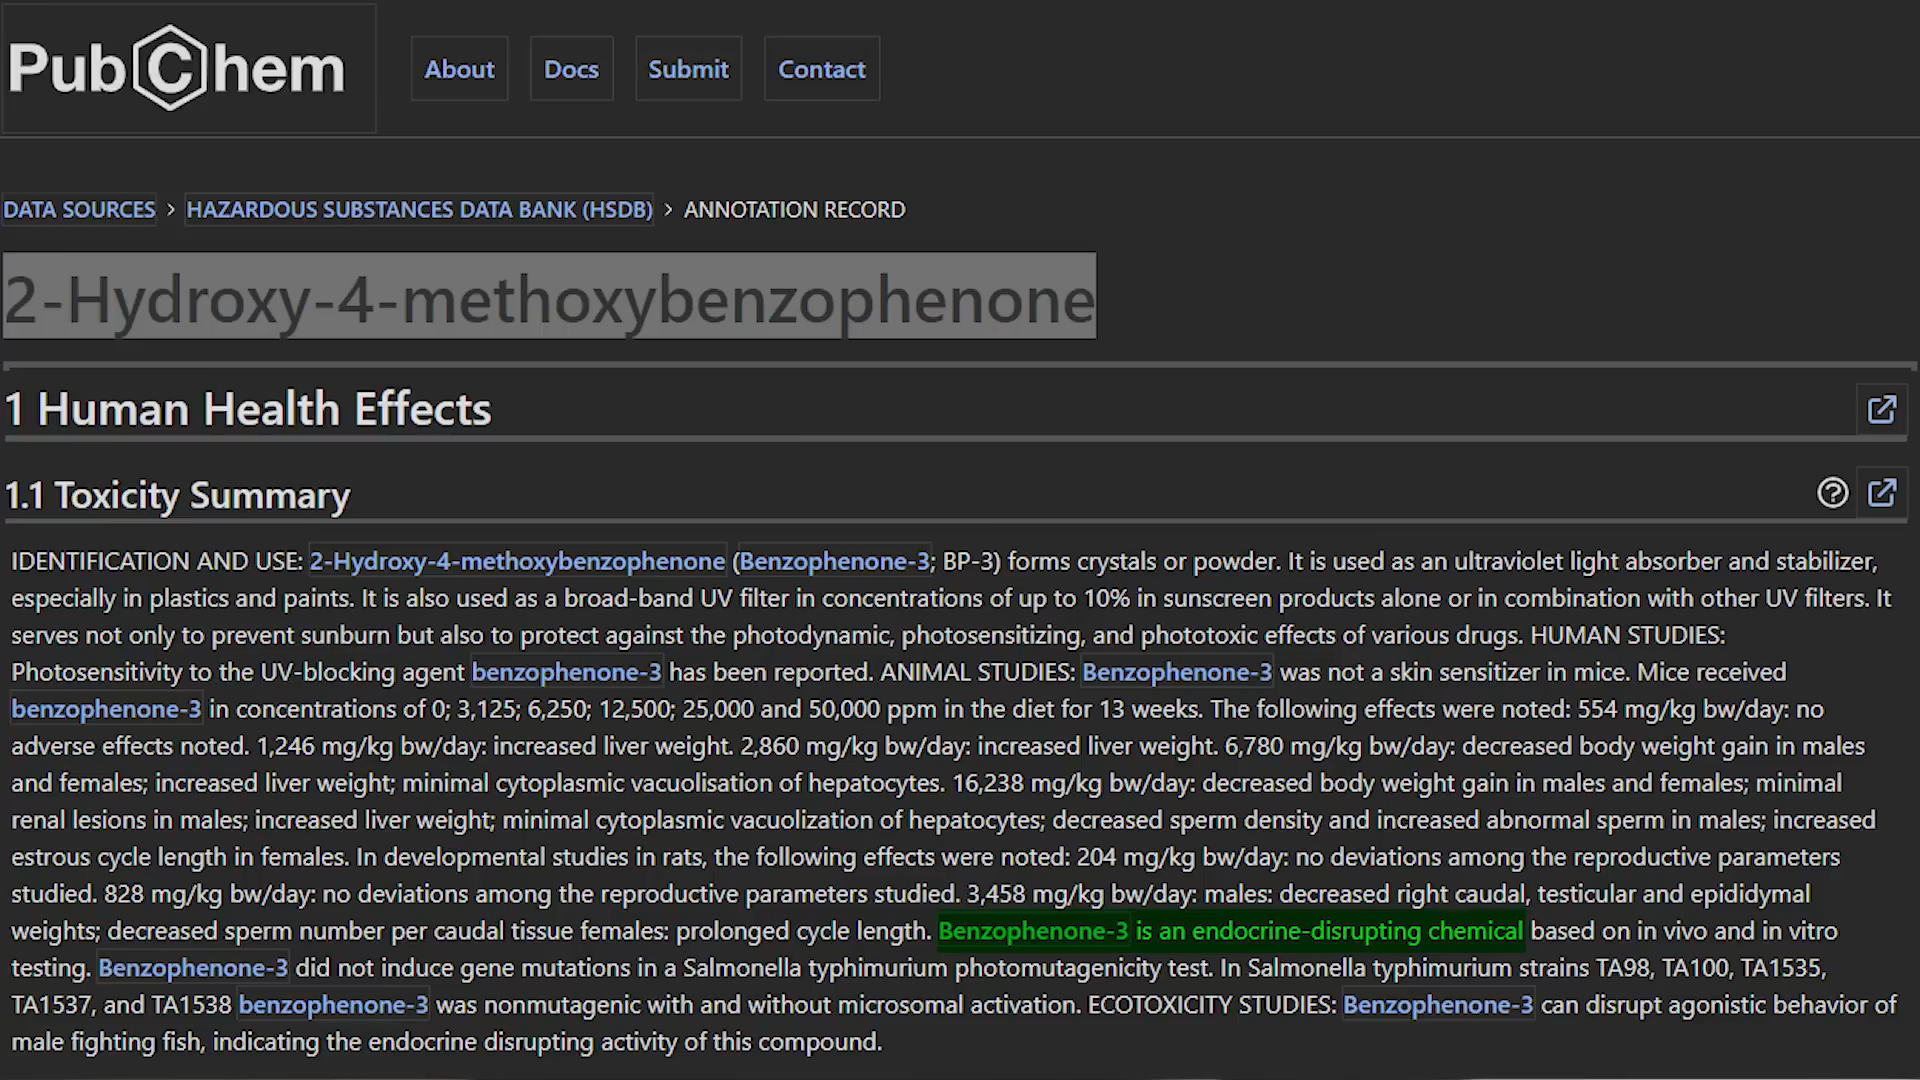 PubChem
About Docs Submit Contact
DATA SOURCES > HAZARDOUS SUBSTANCES DATA BANK (HSDB) > ANNOTATION RECORD
2-Hydroxy-4-methoxybenzophenone
1 Human Health Effects
1.1 Toxicity Summary
IDENTIFICATION AND USE: 2-Hydroxy-4-methoxybenzophenone (Benzophenone-3; BP-3) forms crystals or powder. It is used as an ultraviolet light absorber and stabilizer,
especially in plastics and paints. It is also used as a broad-band UV filter in concentrations of up to 10% in sunscreen products alone or in combination with other UV filters. It
serves not only to prevent sunburn but also to protect against the photodynamic, photosensitizing, and phototoxic effects of various drugs. HUMAN STUDIES:
Photosensitivity to the UV-blocking agent benzophenone-3 has been reported. ANIMAL STUDIES: Benzophenone-3 was not a skin sensitizer in mice. Mice received
benzophenone-3 in concentrations of 0; 3,125; 6,250; 12,500; 25,000 and 50,000 ppm in the diet for 13 weeks. The following effects were noted: 554 mg/kg bw/day: no
adverse effects noted. 1,246 mg/kg bw/day: increased liver weight. 2,860 mg/kg bw/day: increased liver weight. 6,780 mg/kg bw/day: decreased body weight gain in males
and females; increased liver weight; minimal cytoplasmic vacuolisation of hepatocytes. 16,238 mg/kg bw/day: decreased body weight gain in males and females; minimal
renal lesions in males; increased liver weight; minimal cytoplasmic vacuolization of hepatocytes; decreased sperm density and increased abnormal sperm in males; increased
estrous cycle length in females. In developmental studies in rats, the following effects were noted: 204 mg/kg bw/day: no deviations among the reproductive parameters
studied. 828 mg/kg bw/day: no deviations among the reproductive parameters studied. 3,458 mg/kg bw/day: males: decreased right caudal, testicular and epididymal
weights; decreased sperm number per caudal tissue females: prolonged cycle length. Benzophenone-3 is an endocrine-disrupting chemical based on in vivo and in vitro
testing. Benzophenone-3 did not induce gene mutations in a Salmonella typhimurium photomutagenicity test. In Salmonella typhimurium strains TA98, TA100, TA1535,
TA1537, and TA1538 benzophenone-3 was nonmutagenic with and without microsomal activation. ECOTOXICITY STUDIES: Benzophenone-3 can disrupt agonistic behavior of
male fighting fish, indicating the endocrine disrupting activity of this compound.